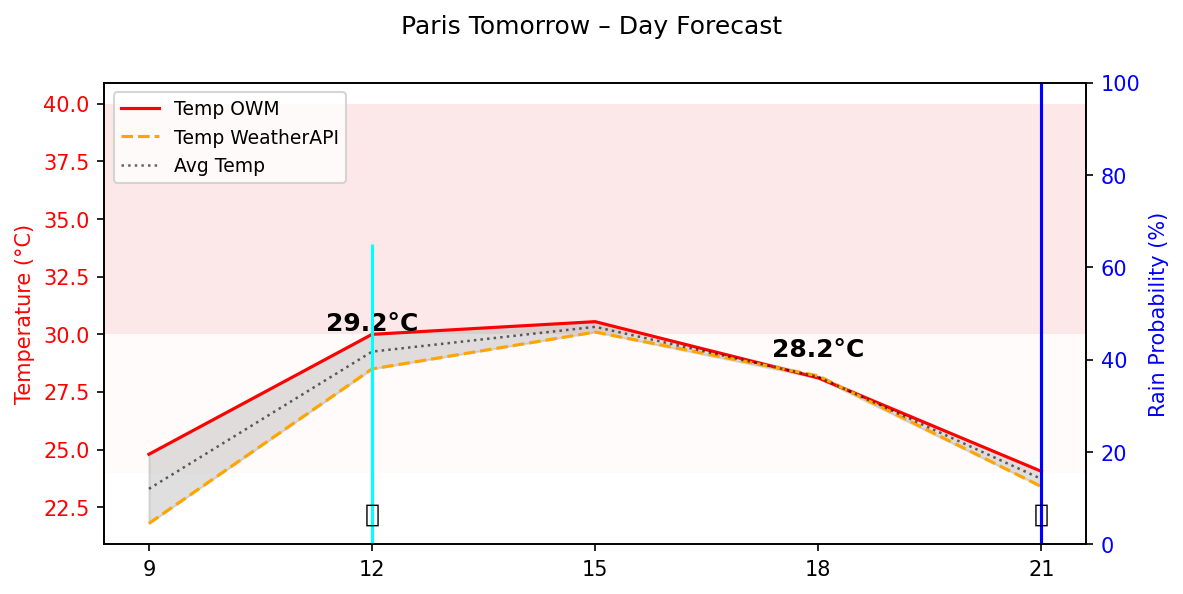 Paris Tomorrow – Day Forecast
Temp OWM
Temp WeatherAPI
Avg Temp
Temperature (°C)
40.0
37.5
35.0
32.5
30.0
27.5
25.0
22.5
29.2°C
28.2°C
100
80
60
40
20
0
Rain Probability (%)
9
12
15
18
21